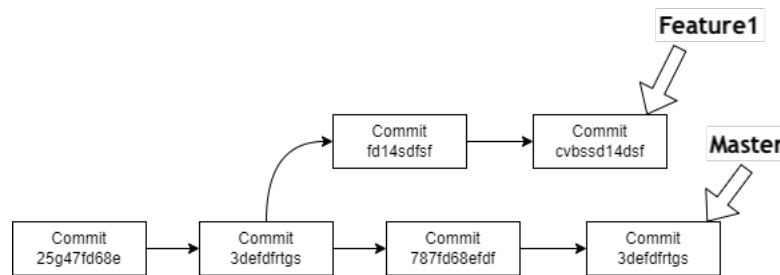 Feature1
Commit
fd14sdfsf
Commit
cvbssd14dsf
Master
Commit
25g47fd68e
Commit
3defdfrtgs
Commit
787fd68efdf
Commit
3defdfrtgs